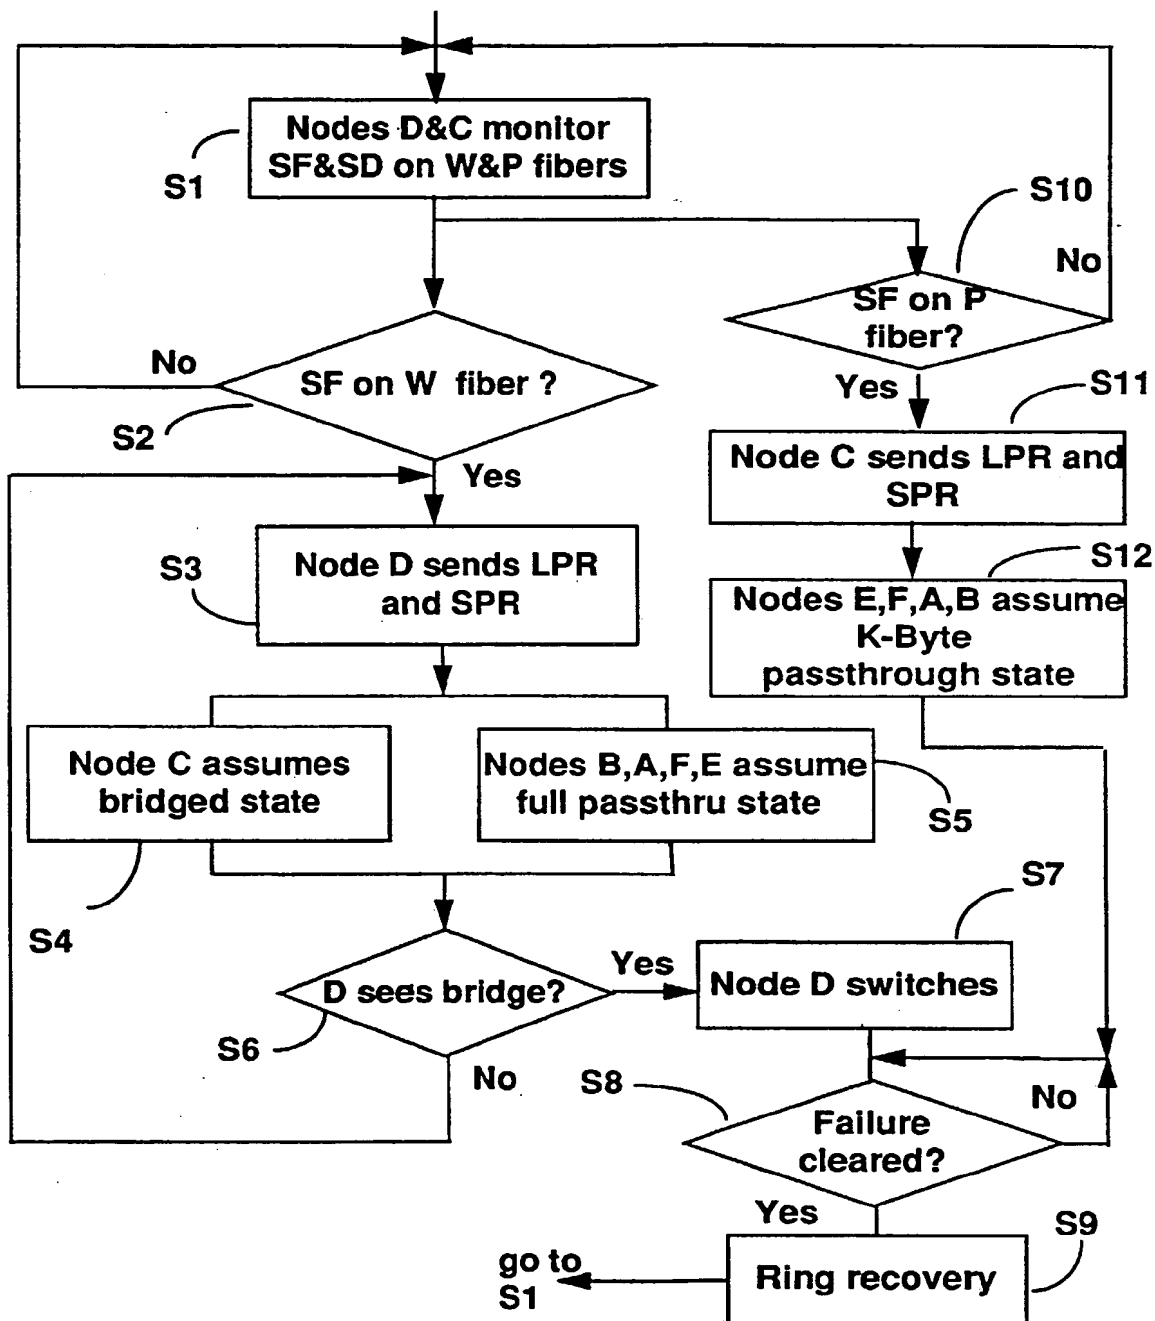 Nodes D&C monitor
SF&SD on W&P fibers
S1
S10
No
SF on P
fiber?
No
SF on W fiber ?
S2
Yes
S11
Yes
Node C sends LPR and
SPR
S3
Node D sends LPR
and SPR
S12
Nodes E,F,A,B assume
K-Byte
passthrough state
Node C assumes
bridged state
Nodes B,A,F,E assume
full passthru state
S5
S4
S7
D sees bridge?
Yes
Node D switches
S6
No
S8
No
Failure
cleared?
Yes
S9
go to
S1
Ring recovery